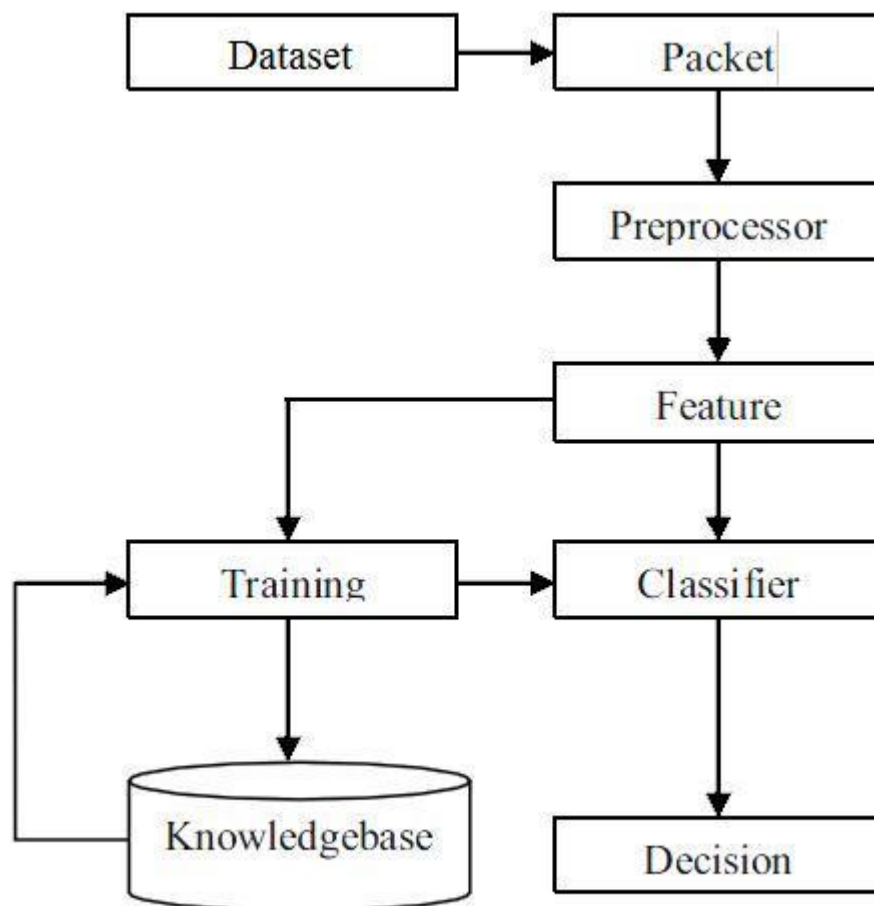 Dataset
Packet
Preprocessor
Feature
Training
Classifier
Knowledgebase
Decision